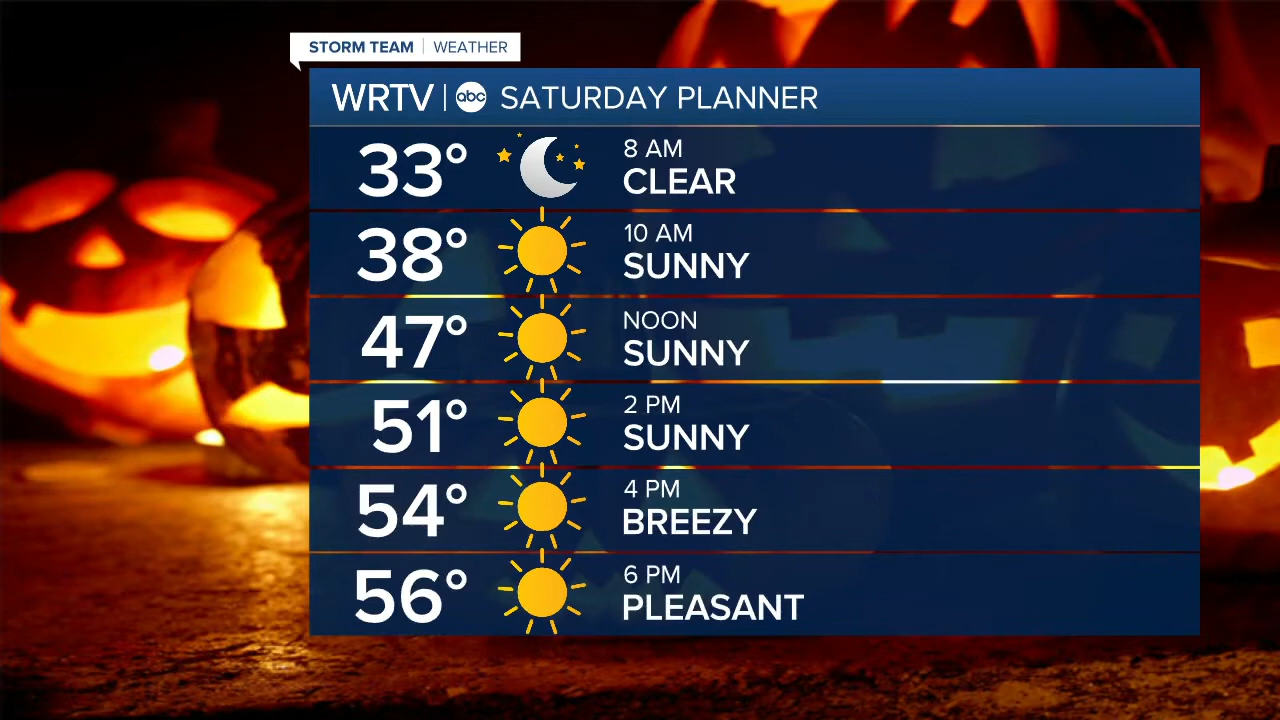 STORM TEAM | WEATHER
WRTV | abc SATURDAY PLANNER
33° 8 AM
CLEAR
38° 10 AM
SUNNY
47° NOON
SUNNY
51° 2 PM
SUNNY
54° 4 PM
BREEZY
56° 6 PM
PLEASANT